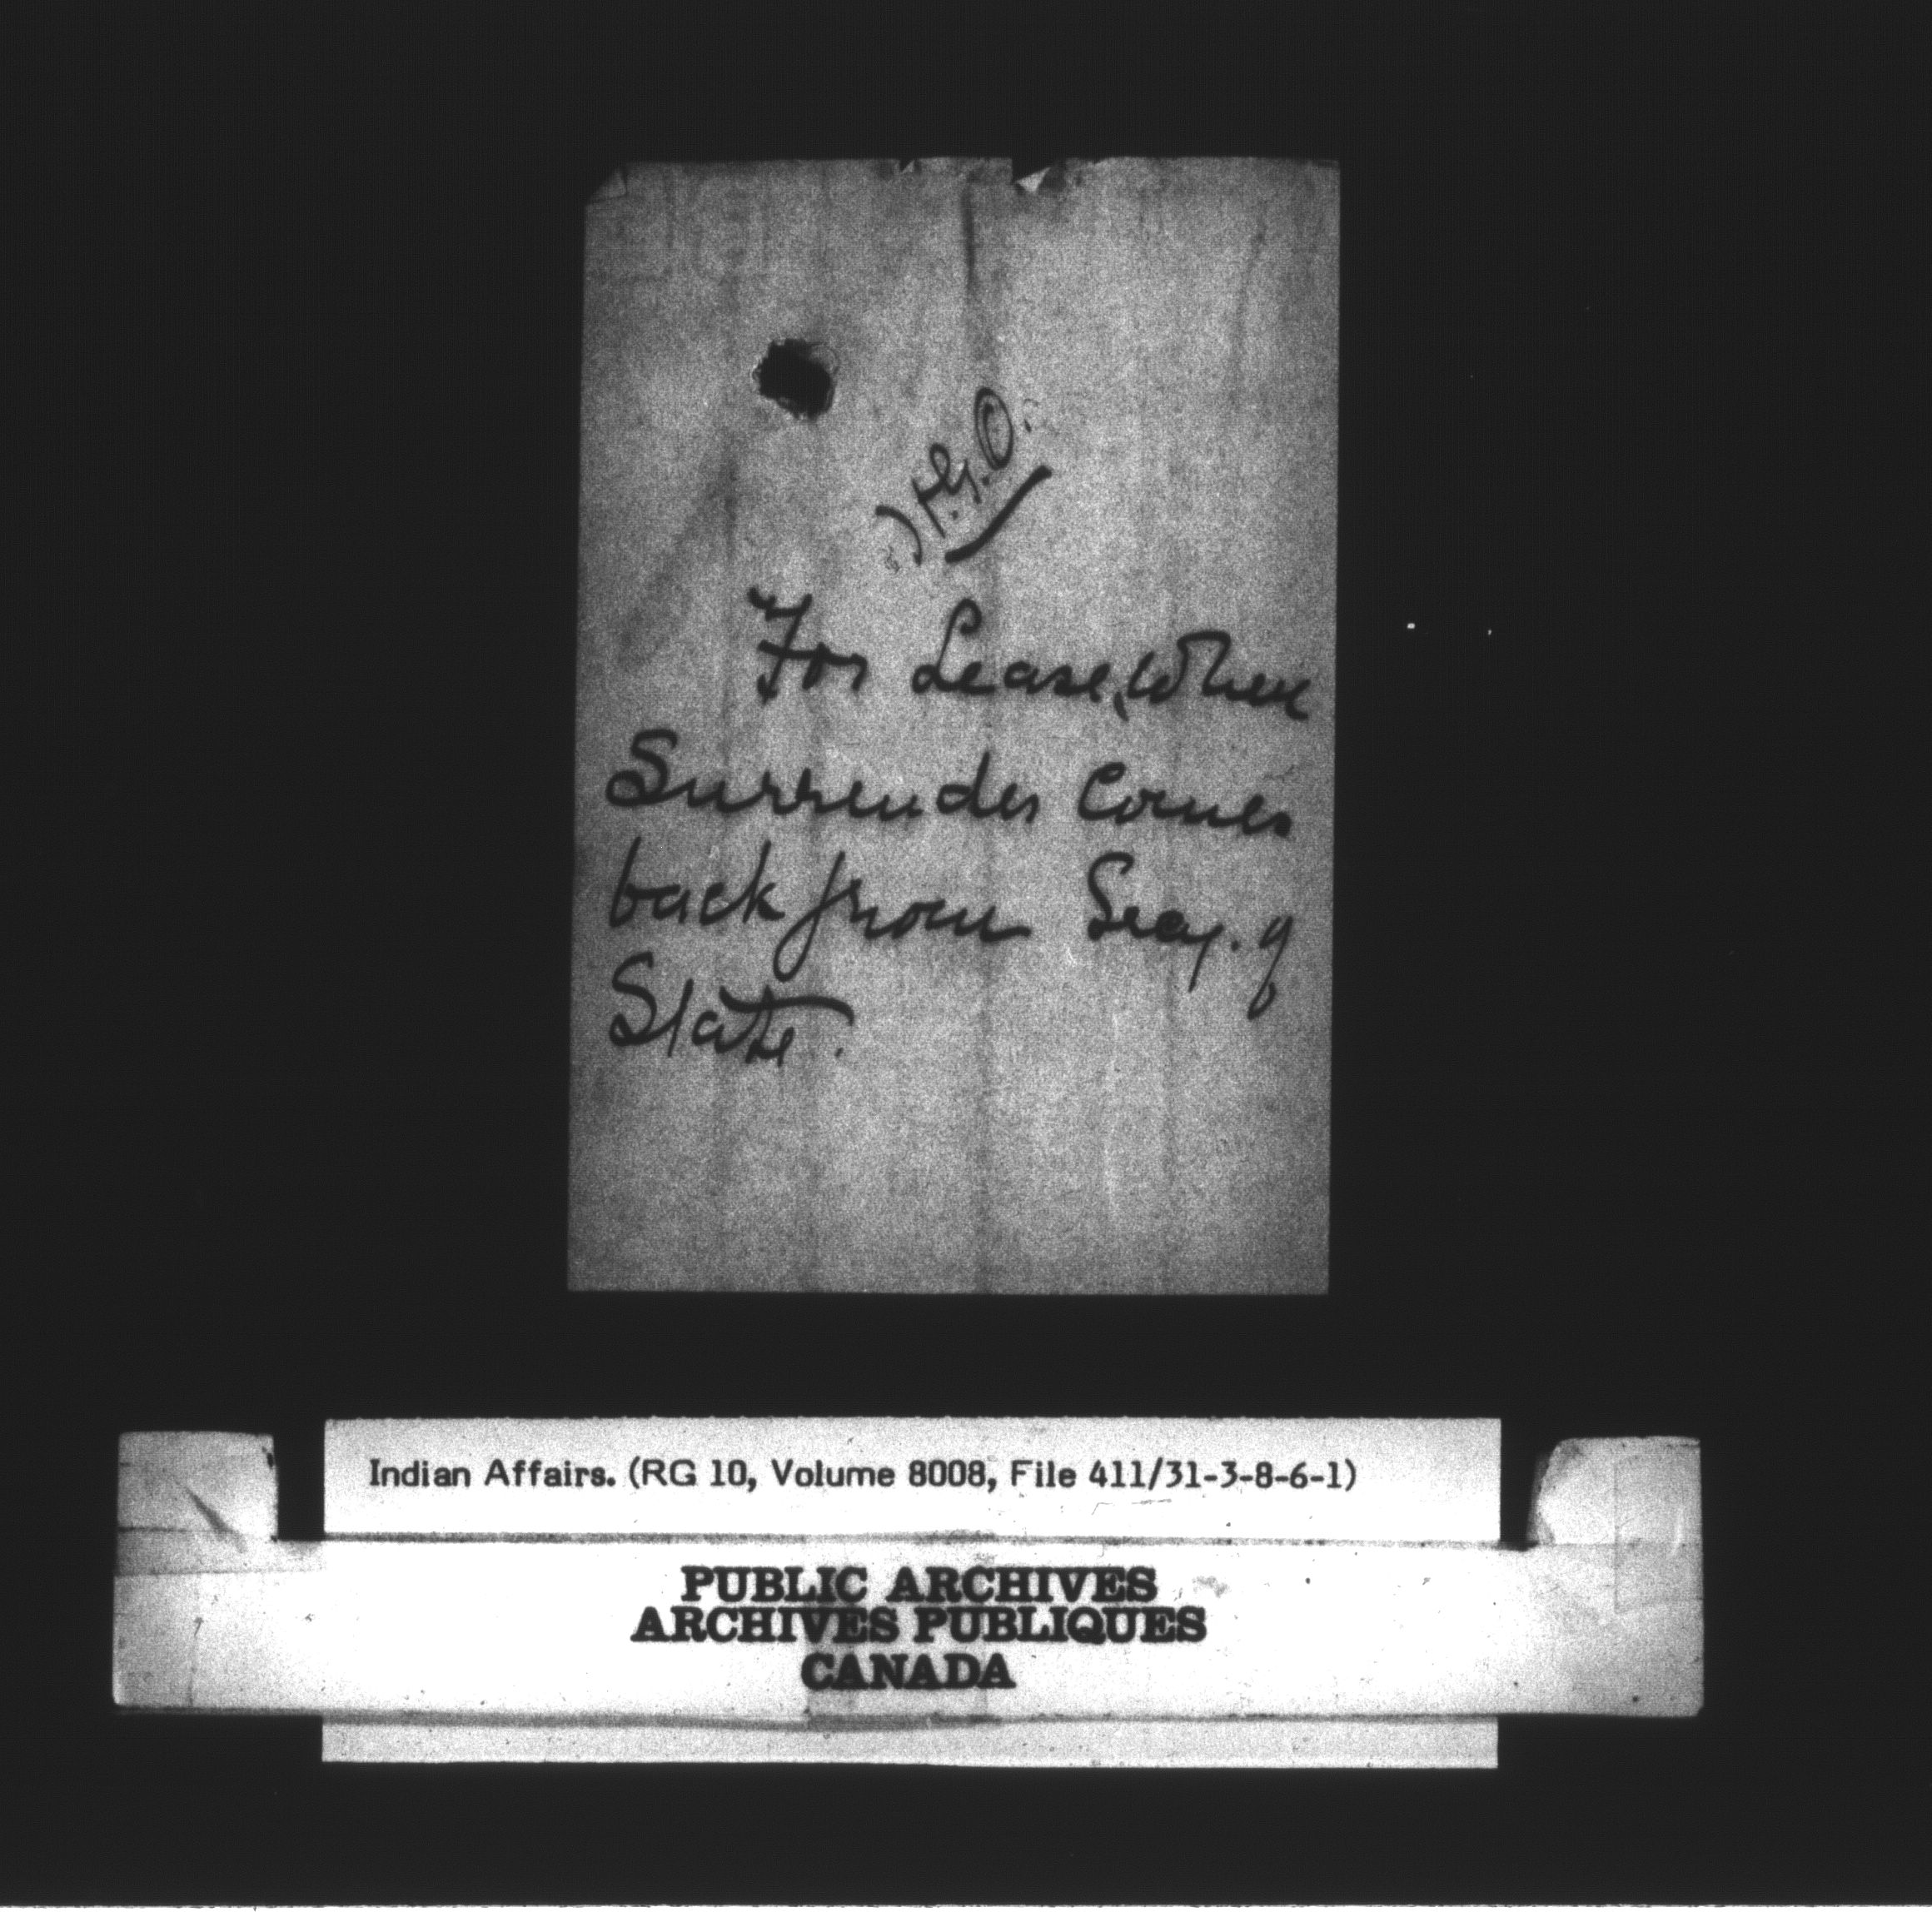 For Lease, when
Surrender Comes
back from Secy. of
State.
Indian Affairs. (RG 10, Volume 8008, File 411/31-3-8-6-1)
PUBLIC ARCHIVES
ARCHIVES PUBLIQUES
CANADA